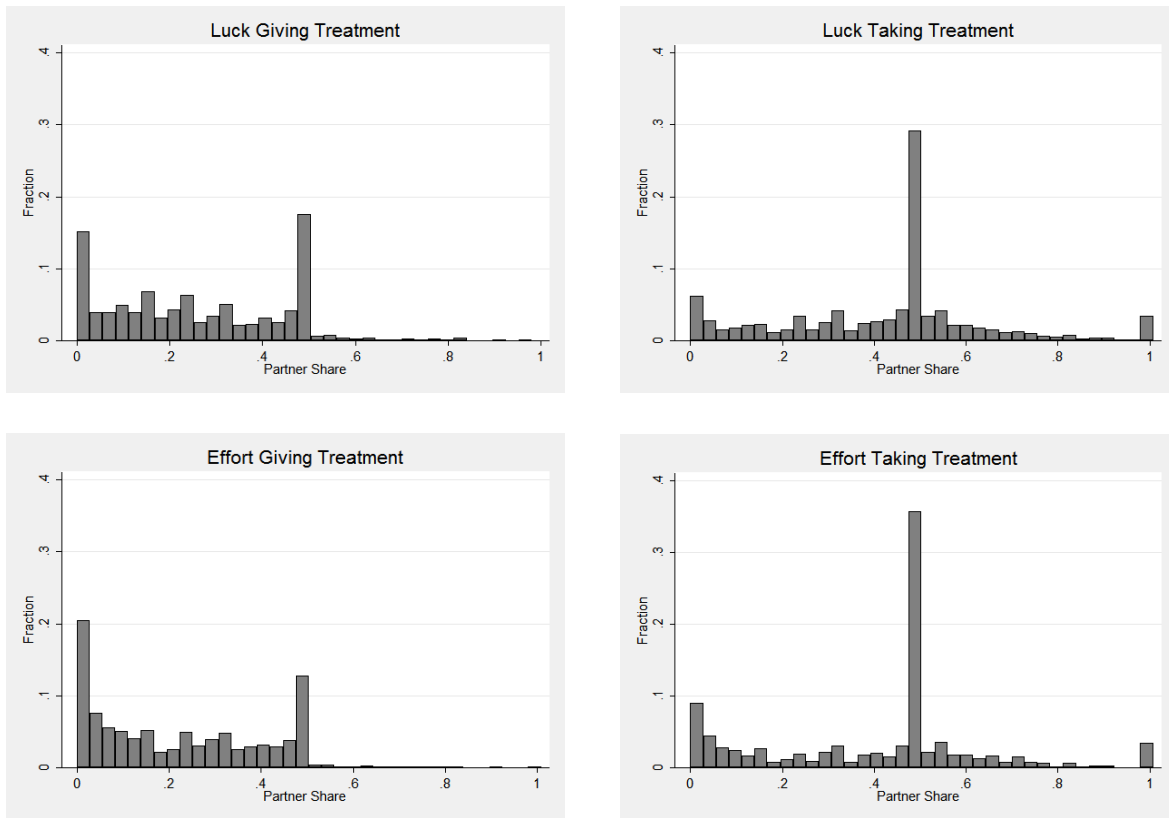 Luck Giving Treatment
.4
.3
.2
.1
0
Fraction
0 .2 .4 .6 .8 1
Partner Share
Luck Taking Treatment
.4
.3
.2
.1
0
Fraction
0 .2 .4 .6 .8 1
Partner Share
Effort Giving Treatment
.4
.3
.2
.1
0
Fraction
0 .2 .4 .6 .8 1
Partner Share
Effort Taking Treatment
.4
.3
.2
.1
0
Fraction
0 .2 .4 .6 .8 1
Partner Share